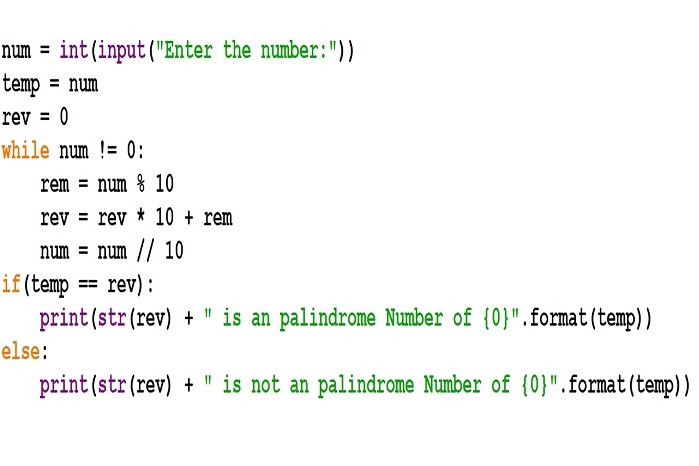 num = int(input("Enter the number:"))
temp = num
rev = 0
while num != 0:
    rem = num % 10
    rev = rev * 10 + rem
    num = num // 10
if(temp == rev):
    print(str(rev) + " is an palindrome Number of {0}".format(temp))
else:
    print(str(rev) + " is not an palindrome Number of {0}".format(temp))